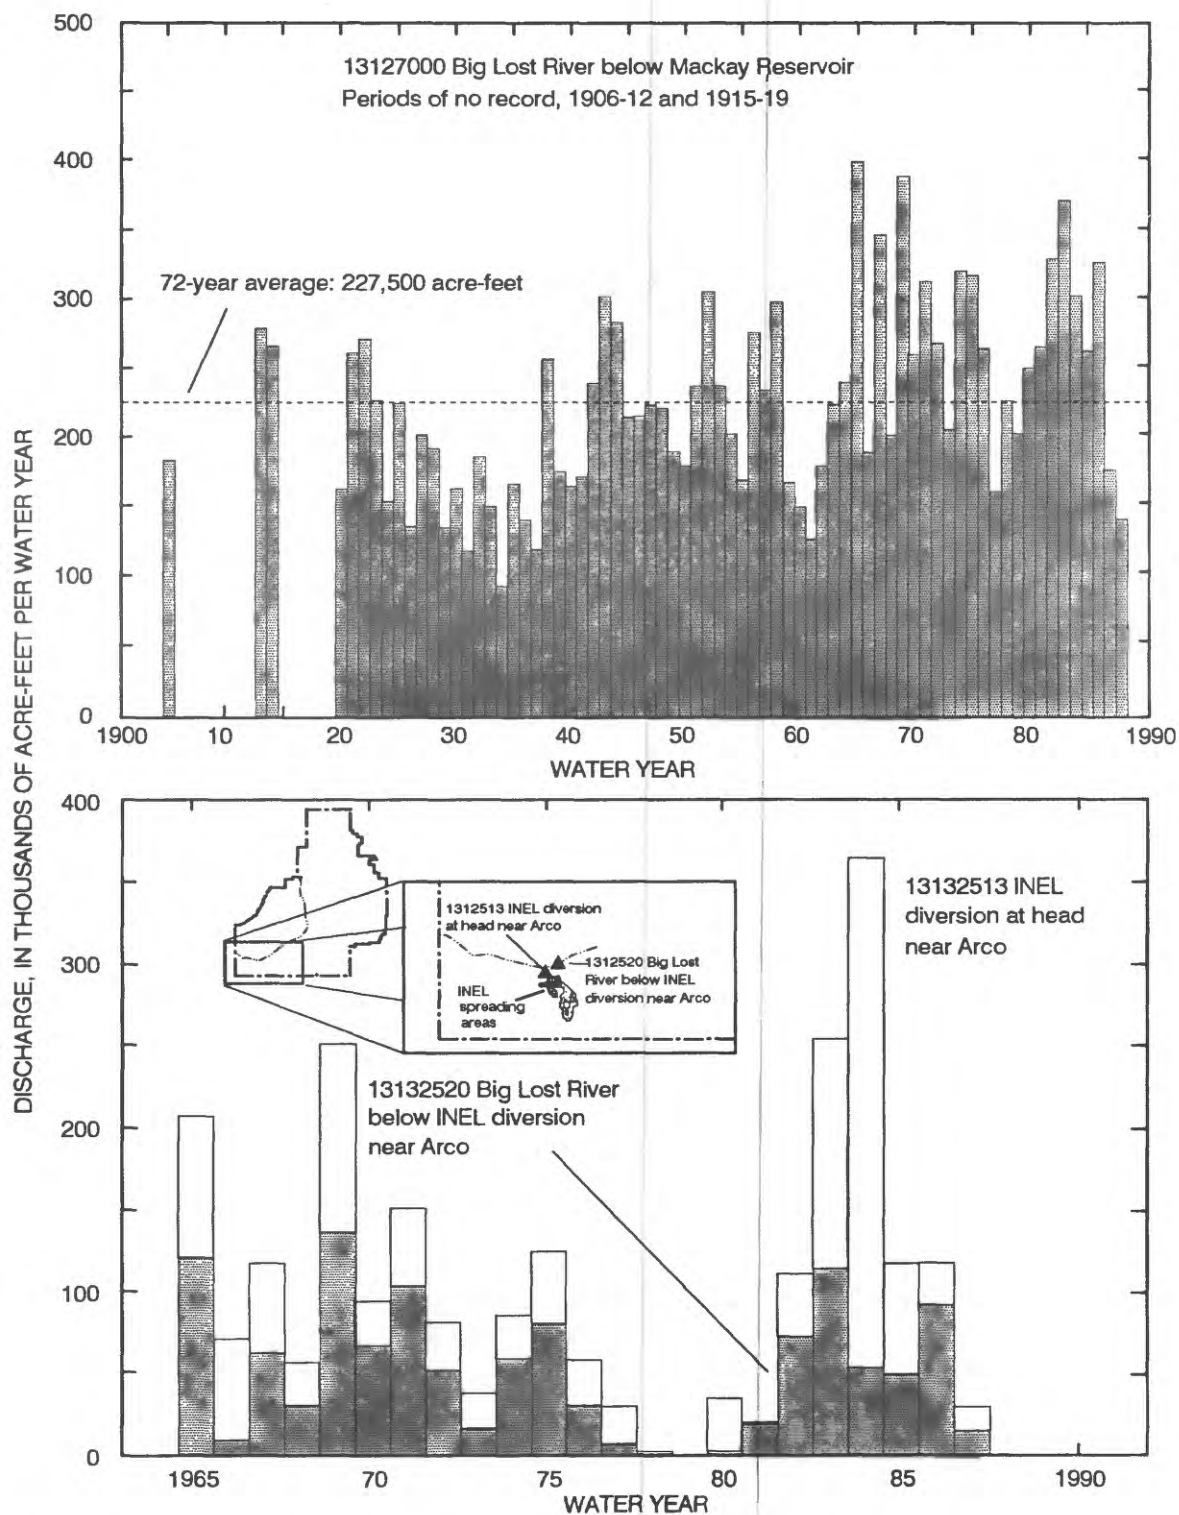 500
13127000 Big Lost River below Mackay Reservoir
Periods of no record, 1906-12 and 1915-19
400
72-year average: 227,500 acre-feet
300
200
100
0
1900 10 20 30 40 50 60 70 80 1990
WATER YEAR
DISCHARGE, IN THOUSANDS OF ACRE-FEET PER WATER YEAR
400
13132513 INEL
diversion at head
near Arco
1312513 INEL diversion
at head near Arco
1312520 Big Lost
River below INEL
diversion near Arco
INEL
spreading
areas
300
13132520 Big Lost River
below INEL diversion
near Arco
200
100
0
1965 70 75 80 85 1990
WATER YEAR